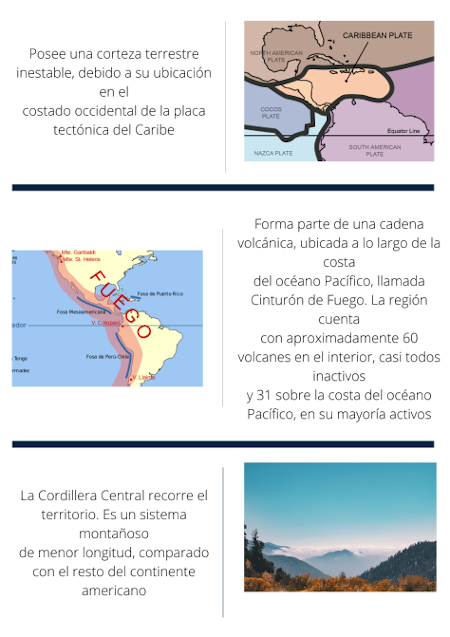 Posee una corteza terrestre
inestable, debido a su ubicación
en el
costado occidental de la placa
tectónica del Caribe
CARIBBEAN PLATE
NORTH AMERICAN
PLATE
COCOS
PLATE
Equator Line
NAZCA PLATE
SOUTH AMERICAN
PLATE
Mte. Garibaldi
Mte. St. Helens
FUEGO
Fosa de Puerto Rico
Fosa Mesoamericana
uador
Fosa de Perú-Chile
Tonga
ermadec
V. Llaima
Forma parte de una cadena
volcánica, ubicada a lo largo de la
costa
del océano Pacífico, llamada
Cinturón de Fuego. La región
cuenta
con aproximadamente 60
volcanes en el interior, casi todos
inactivos
y 31 sobre la costa del océano
Pacífico, en su mayoría activos
La Cordillera Central recorre el
territorio. Es un sistema
montañoso
de menor longitud, comparado
con el resto del continente
americano